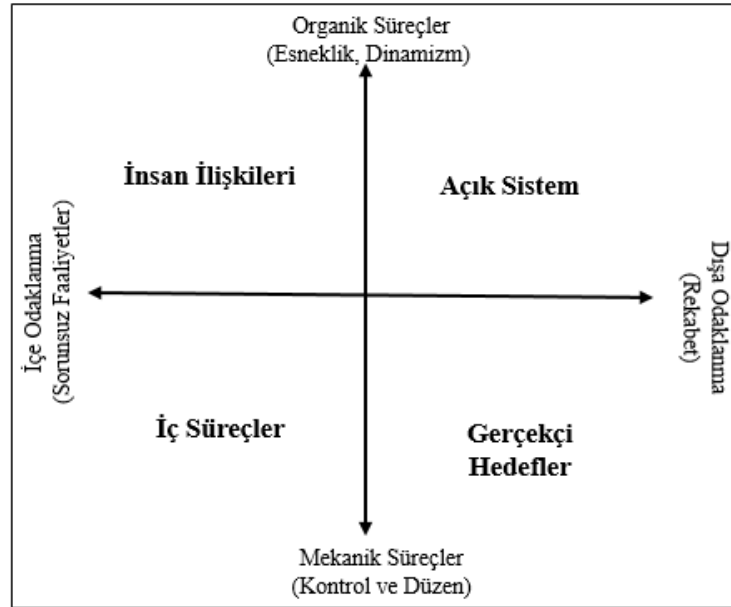 Organik Süreçler
(Esneklik, Dinamizm)
İnsan İlişkileri
Açık Sistem
İçe Odaklanma
(Sorunsuz Faaliyetler)
Dışa Odaklanma
(Rekabet)
İç Süreçler
Gerçekçi
Hedefler
Mekanik Süreçler
(Kontrol ve Düzen)